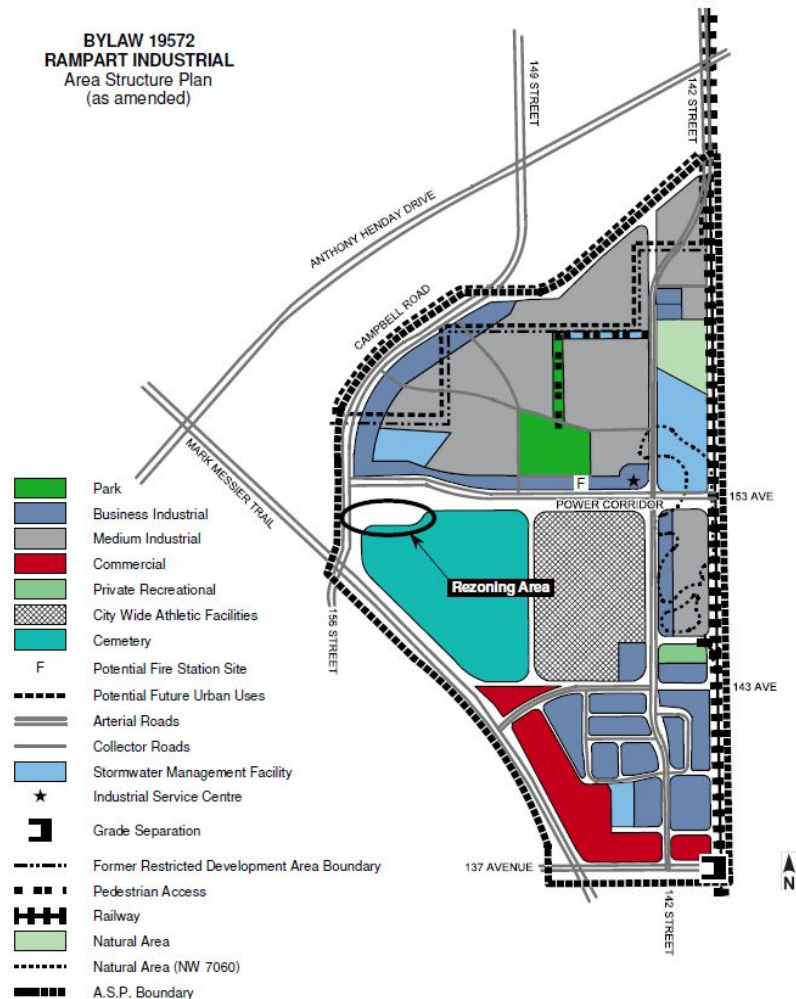 BYLAW 19572
RAMPART INDUSTRIAL
Area Structure Plan
(as amended)
149 STREET
142 STREET
ANTHONY HENDAY DRIVE
CAMPBELL ROAD
MARK MESSIER TRAIL
F
153 AVE
POWER CORRIDOR
Rezoning Area
156 STREET
143 AVE
137 AVENUE
142 STREET
N
Park
Business Industrial
Medium Industrial
Commercial
Private Recreational
City Wide Athletic Facilities
Cemetery
F Potential Fire Station Site
Potential Future Urban Uses
Arterial Roads
Collector Roads
Stormwater Management Facility
Industrial Service Centre
Grade Separation
Former Restricted Development Area Boundary
Pedestrian Access
Railway
Natural Area
Natural Area (NW 7060)
A.S.P. Boundary